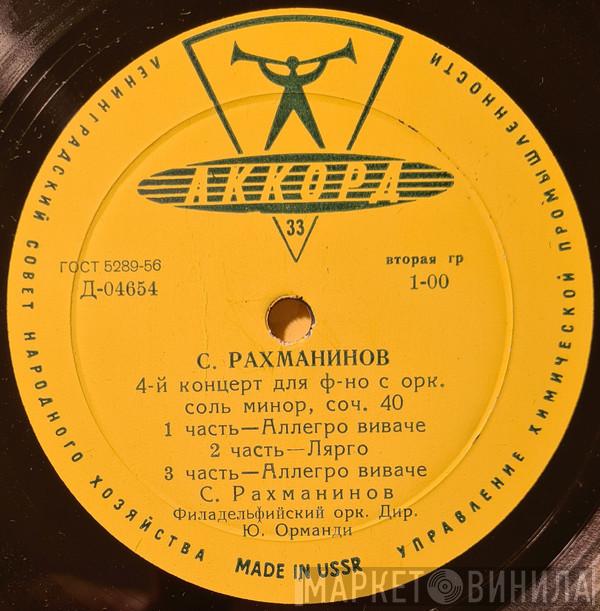 ЛЕНИНГРАДСКИЙ СОВЕТ НАРОДНОГО ХОЗЯЙСТВА
УПРАВЛЕНИЕ ХИМИЧЕСКОЙ ПРОМЫШЛЕННОСТИ
АККОРД
33
ГОСТ 5289-56
Д-04654
вторая гр
1-00
С. РАХМАНИНОВ
4-й концерт для ф-но с орк.
соль минор, соч. 40
1 часть—Аллегро виваче
2 часть—Лярго
3 часть—Аллегро виваче
С. Рахманинов
Филадельфийский орк. Дир.
Ю. Орманди
MADE IN USSR
МАРКЕТ ВИНИЛА